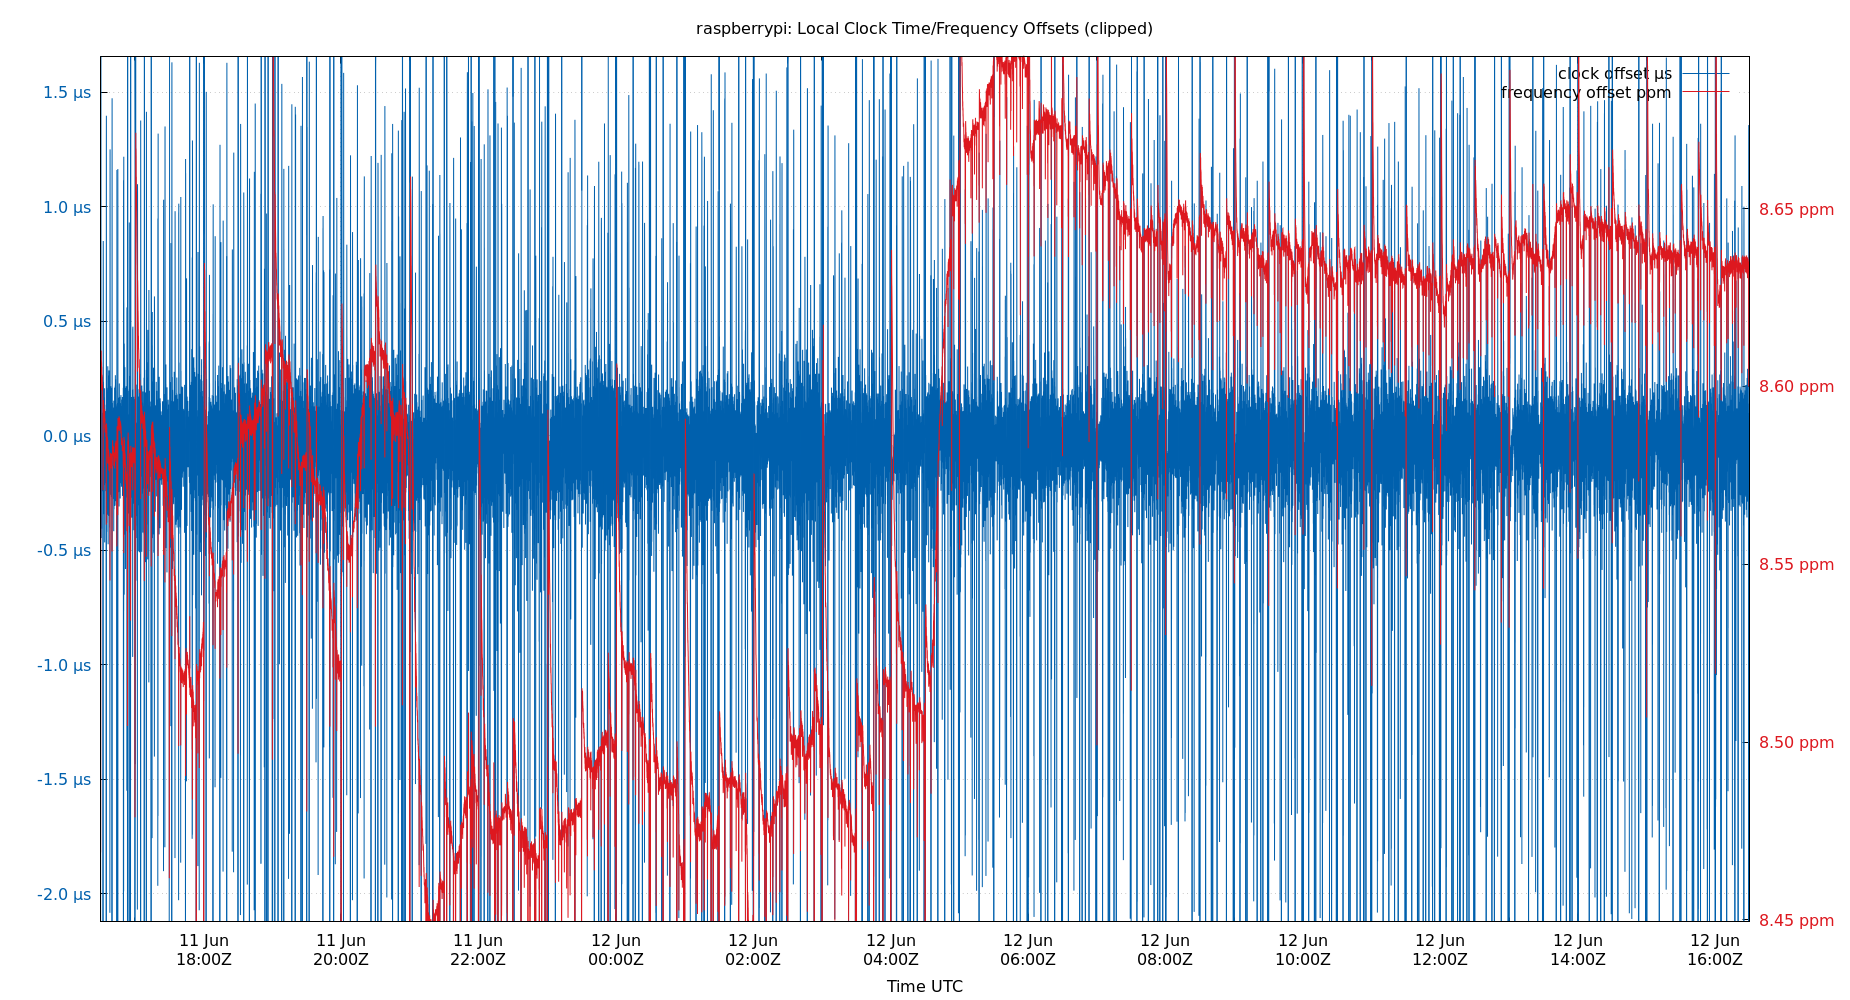 raspberrypi: Local Clock Time/Frequency Offsets (clipped)
clock offset µs
frequency offset ppm
1.5 µs
1.0 µs
0.5 µs
0.0 µs
-0.5 µs
-1.0 µs
-1.5 µs
-2.0 µs
8.65 ppm
8.60 ppm
8.55 ppm
8.50 ppm
8.45 ppm
11 Jun 11 Jun 11 Jun 12 Jun 12 Jun 12 Jun 12 Jun 12 Jun 12 Jun 12 Jun 12 Jun 12 Jun
18:00Z 20:00Z 22:00Z 00:00Z 02:00Z 04:00Z 06:00Z 08:00Z 10:00Z 12:00Z 14:00Z 16:00Z
Time UTC